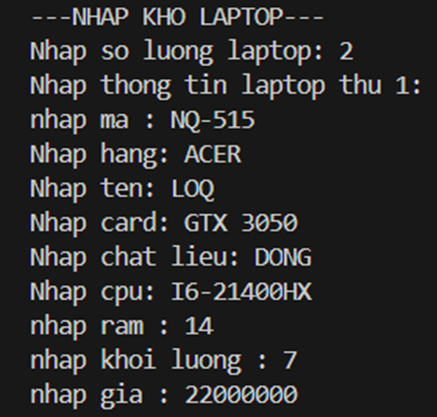 ---NHAP KHO LAPTOP---
Nhap so luong laptop: 2
Nhap thong tin laptop thu 1:
nhap ma : NQ-515
Nhap hang: ACER
Nhap ten: LOQ
Nhap card: GTX 3050
Nhap chat lieu: DONG
Nhap cpu: I6-21400HX
nhap ram : 14
nhap khoi luong : 7
nhap gia : 22000000